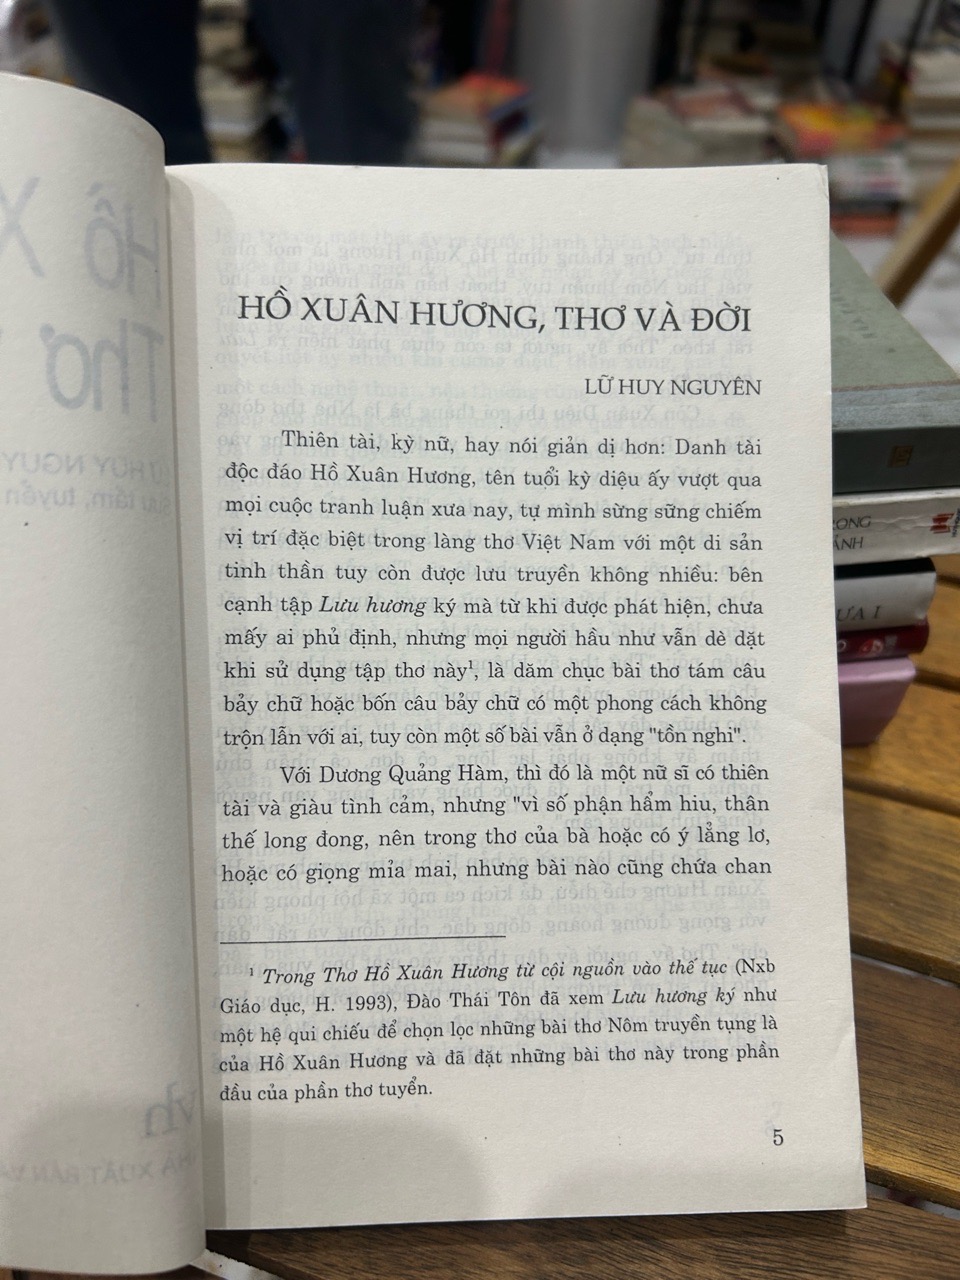 HỒ XUÂN HƯƠNG, THƠ VÀ ĐỜI
LỮ HUY NGUYÊN
Thiên tài, kỳ nữ, hay nói giản dị hơn: Danh tài
độc đáo Hồ Xuân Hương, tên tuổi kỳ diệu ấy vượt qua
mọi cuộc tranh luận xưa nay, tự mình sừng sững chiếm
vị trí đặc biệt trong làng thơ Việt Nam với một di sản
tinh thần tuy còn được lưu truyền không nhiều: bên
cạnh tập Lưu hương ký mà từ khi được phát hiện, chưa
mấy ai phủ định, nhưng mọi người hầu như vẫn dè dặt
khi sử dụng tập thơ này¹, là dăm chục bài thơ tám câu
bảy chữ hoặc bốn câu bảy chữ có một phong cách không
trộn lẫn với ai, tuy còn một số bài vẫn ở dạng "tồn nghi".
Với Dương Quảng Hàm, thì đó là một nữ sĩ có thiên
tài và giàu tình cảm, nhưng "vì số phận hẩm hiu, thân
thế long đong, nên trong thơ của bà hoặc có ý lẳng lơ,
hoặc có giọng mỉa mai, nhưng bài nào cũng chứa chan
¹ Trong Thơ Hồ Xuân Hương từ cội nguồn vào thế tục (Nxb
Giáo dục, H. 1993), Đào Thái Tôn đã xem Lưu hương ký như
một hệ qui chiếu để chọn lọc những bài thơ Nôm truyền tụng là
của Hồ Xuân Hương và đã đặt những bài thơ này trong phần
đầu của phần thơ tuyển.
5
ƯA I